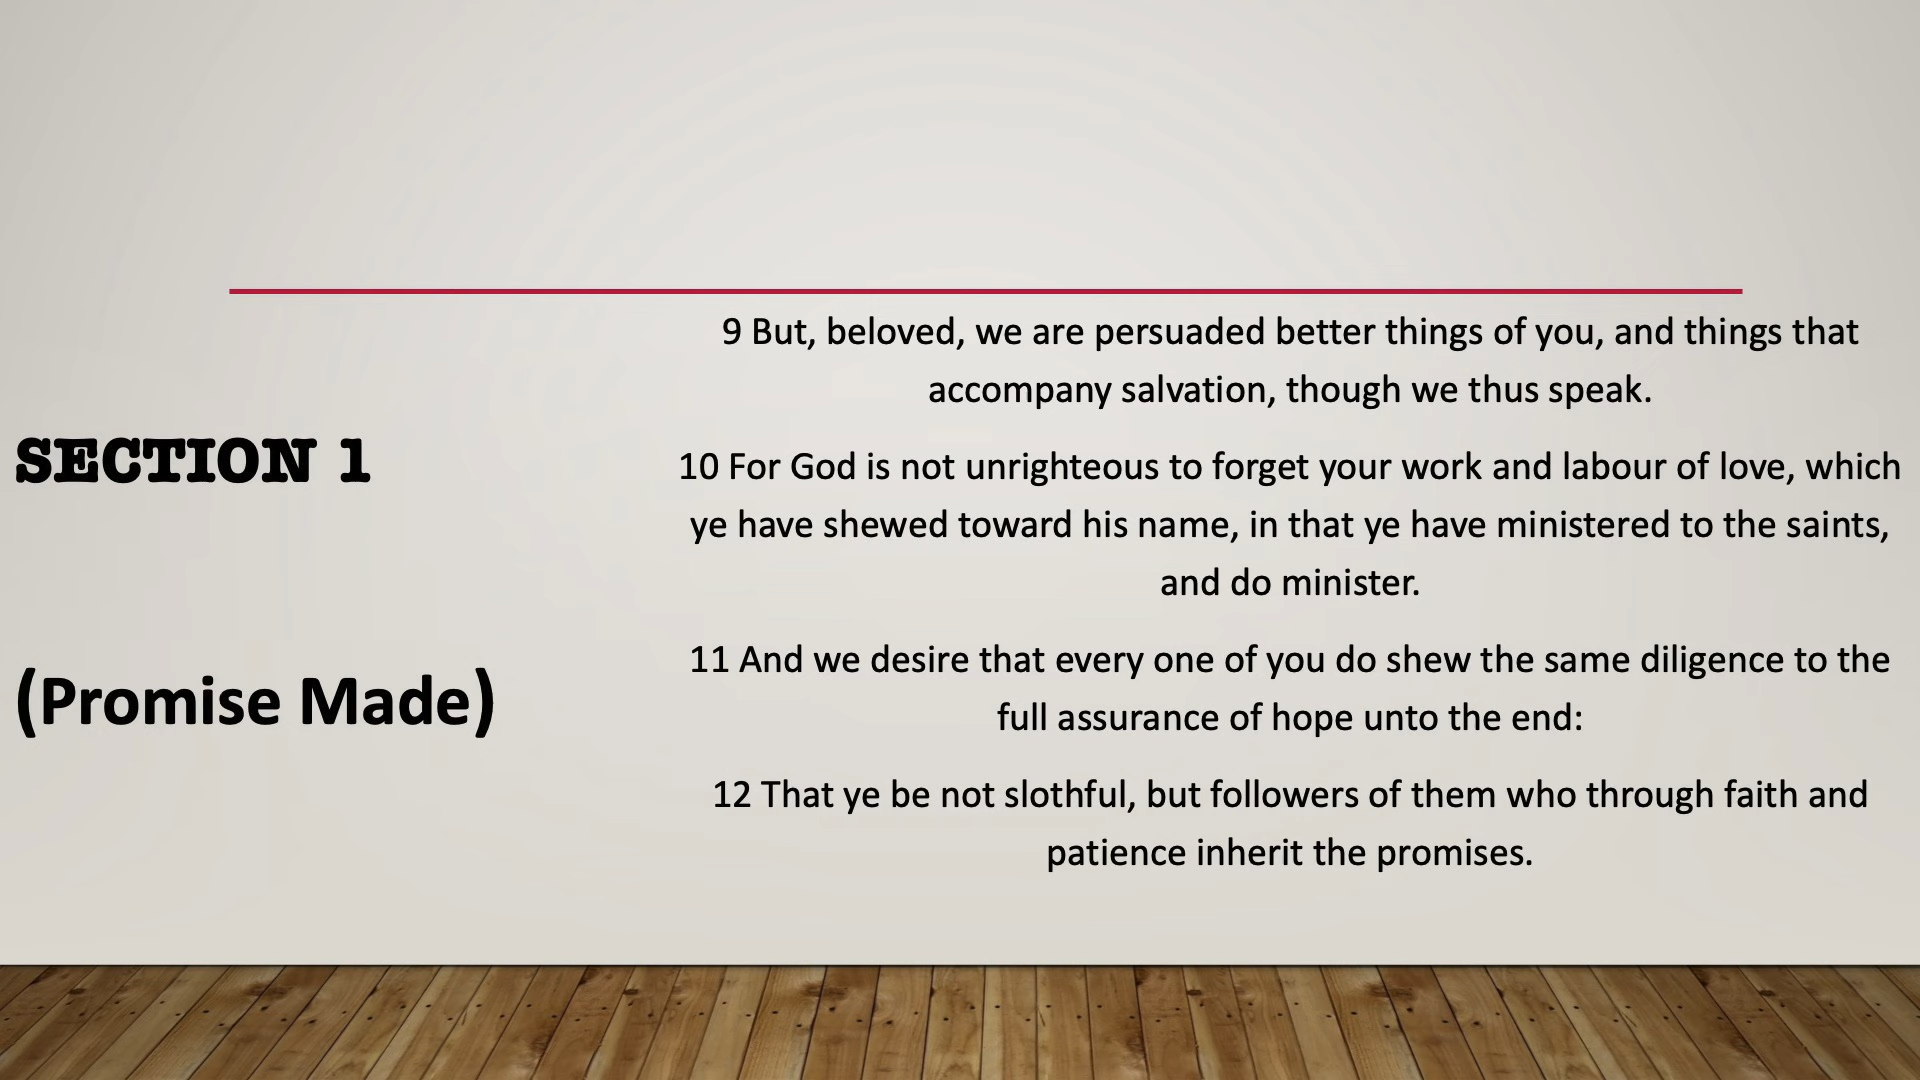 SECTION 1
(Promise Made)
9 But, beloved, we are persuaded better things of you, and things that
accompany salvation, though we thus speak.
10 For God is not unrighteous to forget your work and labour of love, which
ye have shewed toward his name, in that ye have ministered to the saints,
and do minister.
11 And we desire that every one of you do shew the same diligence to the
full assurance of hope unto the end:
12 That ye be not slothful, but followers of them who through faith and
patience inherit the promises.